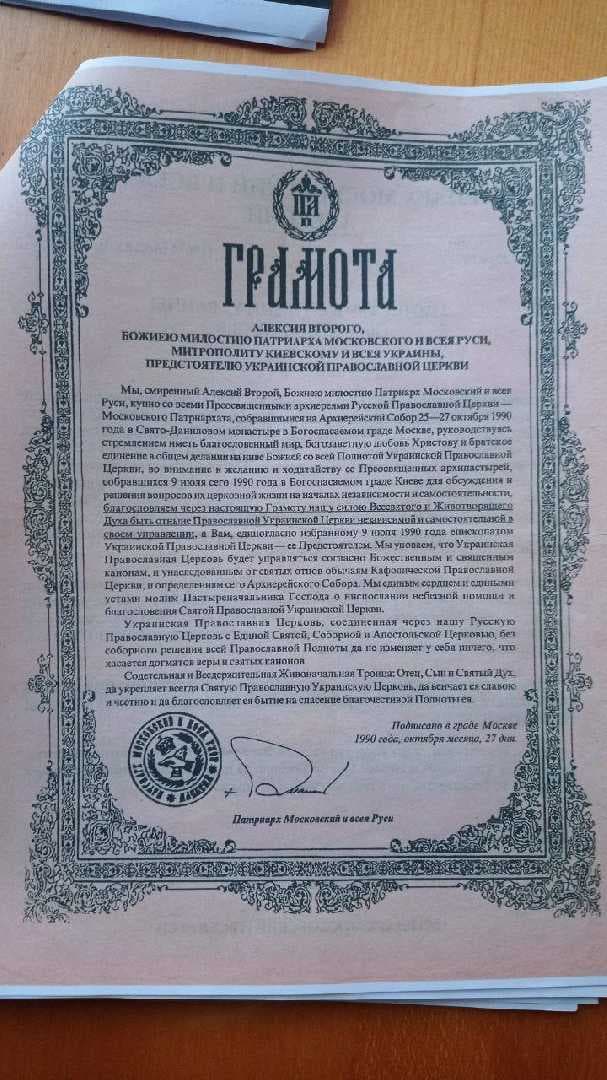 ПА
П
ГРАМОТА
АЛЕКСИЯ ВТОРОГО,
БОЖИЕЮ МИЛОСТИЮ ПАТРИАРХА МОСКОВСКОГО И ВСЕЯ РУСИ,
МИТРОПОЛИТУ КИЕВСКОМУ И ВСЕЯ УКРАИНЫ,
ПРЕДСТОЯТЕЛЮ УКРАИНСКОЙ ПРАВОСЛАВНОЙ ЦЕРКВИ
Мы, смиренный Алексий Второй, Божиею милостию Патриарх Московский и всея
Руси, купно со всеми Преосвященными архиереями Русской Православной Церкви —
Московского Патриархата, собравшимися на Архиерейский Собор 25—27 октября 1990
года в Свято-Даниловом монастыре в Богоспасаемом граде Москве, руководствуясь
стремлением иметь благословенный мир, богозаветную любовь Христову и братское
единение в общем делании на ниве Божией со всей Полнотой Украинской Православной
Церкви, во внимание к желанию и ходатайству ее Преосвященных архипастырей,
собравшихся 9 июля сего 1990 года в Богоспасаемом граде Киеве для обсуждения и
решения вопросов их церковной жизни на началах независимости и самостоятельности,
благословляем через настоящую Грамоту нашу силою Всесвятого и Животворящего
Духа быть отныне Православной Украинской Церкви независимой и самостоятельной в
своем управлении, а Вам, единогласно избранному 9 июля 1990 года епископатом
Украинской Православной Церкви — ее Предстоятелем. Мы уповаем, что Украинская
Православная Церковь будет управляться согласно Божественным и священным
канонам, и унаследованным от святых отцов обычаям Кафолической Православной
Церкви, и определениям сего Архиерейского Собора. Мы единым сердцем и едиными
устами молим Пастыреначальника Господа о ниспослании небесной помощи и
благословения Святой Православной Украинской Церкви.
Украинская Православная Церковь, соединенная через нашу Русскую
Православную Церковь с Единой Святой, Соборной и Апостольской Церковью, без
соборного решения всей Православной Полноты да не изменяет у себя ничего, что
касается догматов веры и святых канонов.
Содетельная и Вседержительная Живоначальная Троица: Отец, Сын и Святый Дух,
да укрепляет всегда Святую Православную Украинскую Церковь, да венчает ея славою
и честию и да благословляет ея бытие на спасение благочестивой Полноты ея.
Подписано в граде Москве
1990 года, октября месяца, 27 дня.
ПАТРИАРХ МОСКОВСКИЙ И ВСЕЯ РУСИ
Патриарх Московский и всея Руси